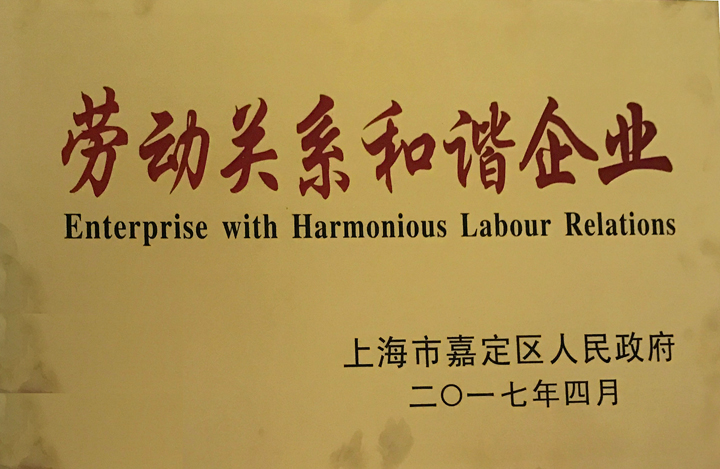 劳动关系和谐企业
Enterprise with Harmonious Labour Relations
上海市嘉定区人民政府
二〇一七年四月